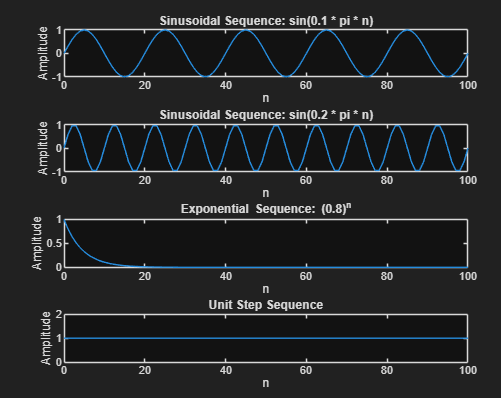 Sinusoidal Sequence: sin(0.1 * pi * n)
Amplitude
1
0
-1
0 20 40 60 80 100
n
Sinusoidal Sequence: sin(0.2 * pi * n)
Amplitude
1
0
-1
0 20 40 60 80 100
n
Exponential Sequence: (0.8)ⁿ
Amplitude
1
0.5
0
0 20 40 60 80 100
n
Unit Step Sequence
Amplitude
2
1
0
0 20 40 60 80 100
n